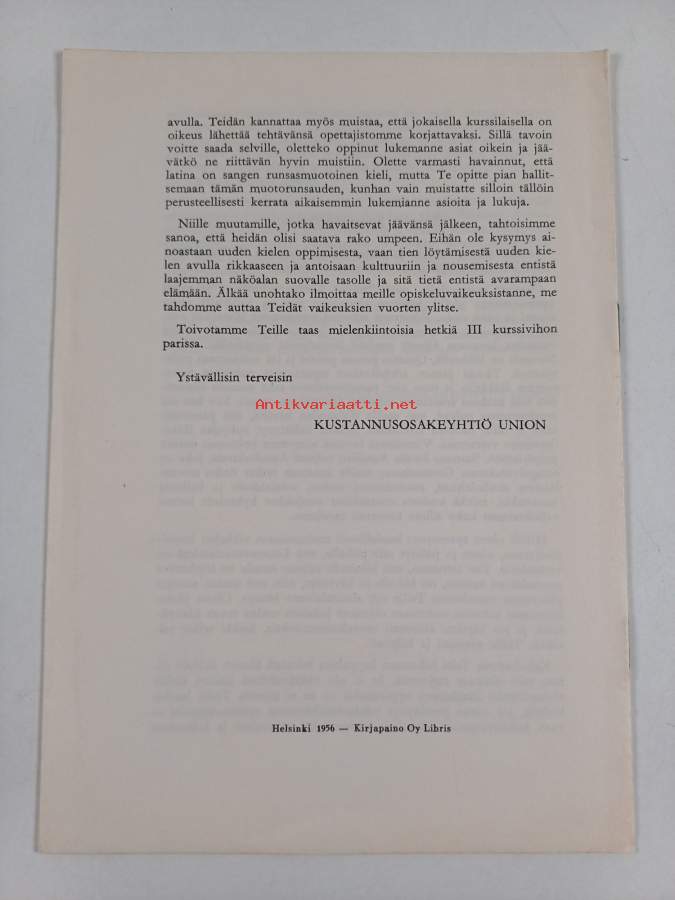 avulla. Teidän kannattaa myös muistaa, että jokaisella kurssilaisella on
oikeus lähettää tehtävänsä opettajistomme korjattavaksi. Sillä tavoin
voitte saada selville, oletteko oppinut lukemanne asiat oikein ja jää-
vätkö ne riittävän hyvin muistiin. Olette varmasti havainnut, että
latina on sangen runsasmuotoinen kieli, mutta Te opitte pian hallit-
semaan tämän muotorunsauden, kunhan vain muistatte silloin tällöin
perusteellisesti kerrata aikaisemmin lukemianne asioita ja lukuja.
Niille muutamille, jotka havaitsevat jäävänsä jälkeen, tahtoisimme
sanoa, että heidän olisi saatava rako umpeen. Eihän ole kysymys ai-
noastaan uuden kielen oppimisesta, vaan tien löytämisestä uuden kie-
len avulla rikkaaseen ja antoisaan kulttuuriin ja nousemisesta entistä
laajemman näköalan suovalle tasolle ja sitä tietä entistä avarampaan
elämään. Älkää unohtako ilmoittaa meille opiskeluvaikeuksistanne, me
tahdomme auttaa Teidät vaikeuksien vuorten ylitse.
Toivotamme Teille taas mielenkiintoisia hetkiä III kurssivihon
parissa.
Ystävällisin terveisin
Antikvariaatti.net
KUSTANNUSOSAKEYHTIÖ UNION
Helsinki 1956 — Kirjapaino Oy Libris